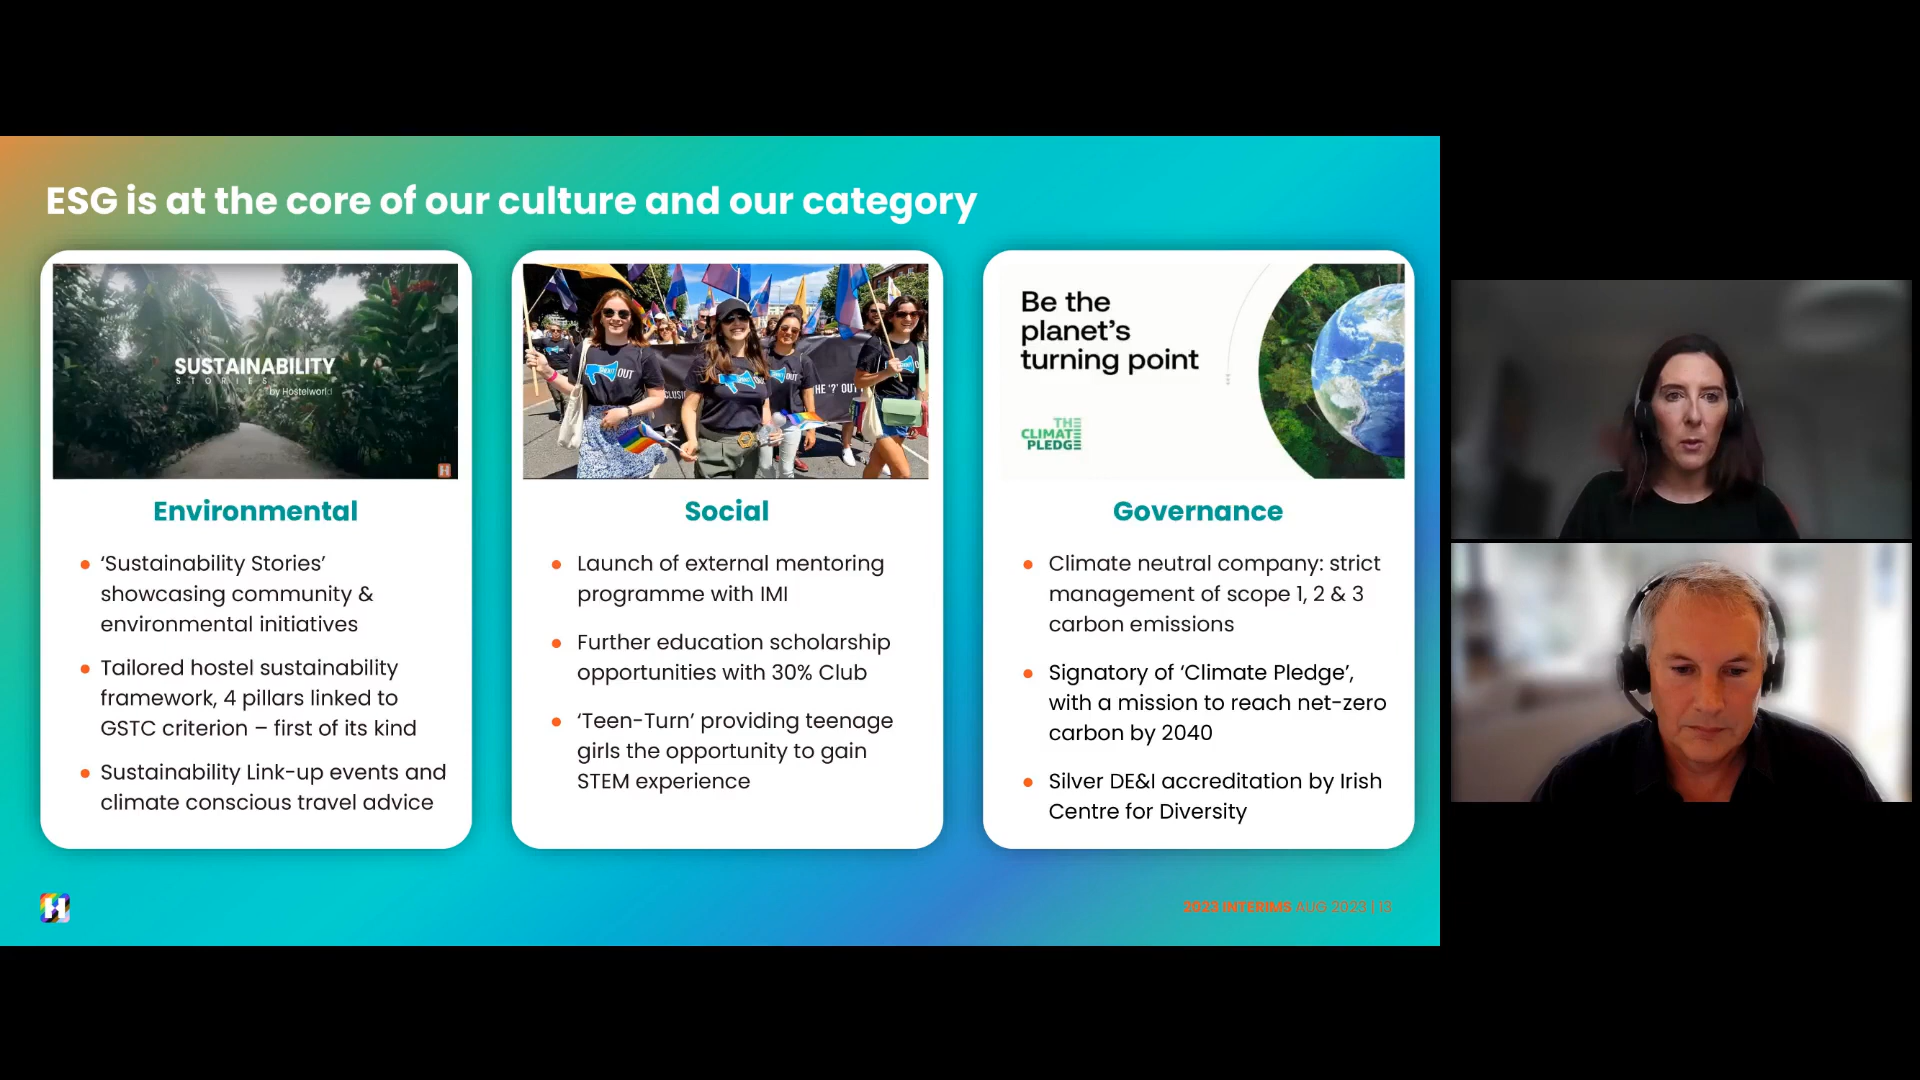 ESG is at the core of our culture and our category
SUSTAINABILITY
STORIES
by Hostelworld
Environmental
‘Sustainability Stories’
showcasing community &
environmental initiatives
Tailored hostel sustainability
framework, 4 pillars linked to
GSTC criterion – first of its kind
Sustainability Link-up events and
climate conscious travel advice
OUT
THE '?' OUT
Social
Launch of external mentoring
programme with IMI
Further education scholarship
opportunities with 30% Club
‘Teen-Turn’ providing teenage
girls the opportunity to gain
STEM experience
Be the
planet’s
turning point
THE
CLIMATE
PLEDGE
Governance
Climate neutral company: strict
management of scope 1, 2 & 3
carbon emissions
Signatory of ‘Climate Pledge’,
with a mission to reach net-zero
carbon by 2040
Silver DE&I accreditation by Irish
Centre for Diversity
H
2023 INTERIMS AUG 2023 | 13